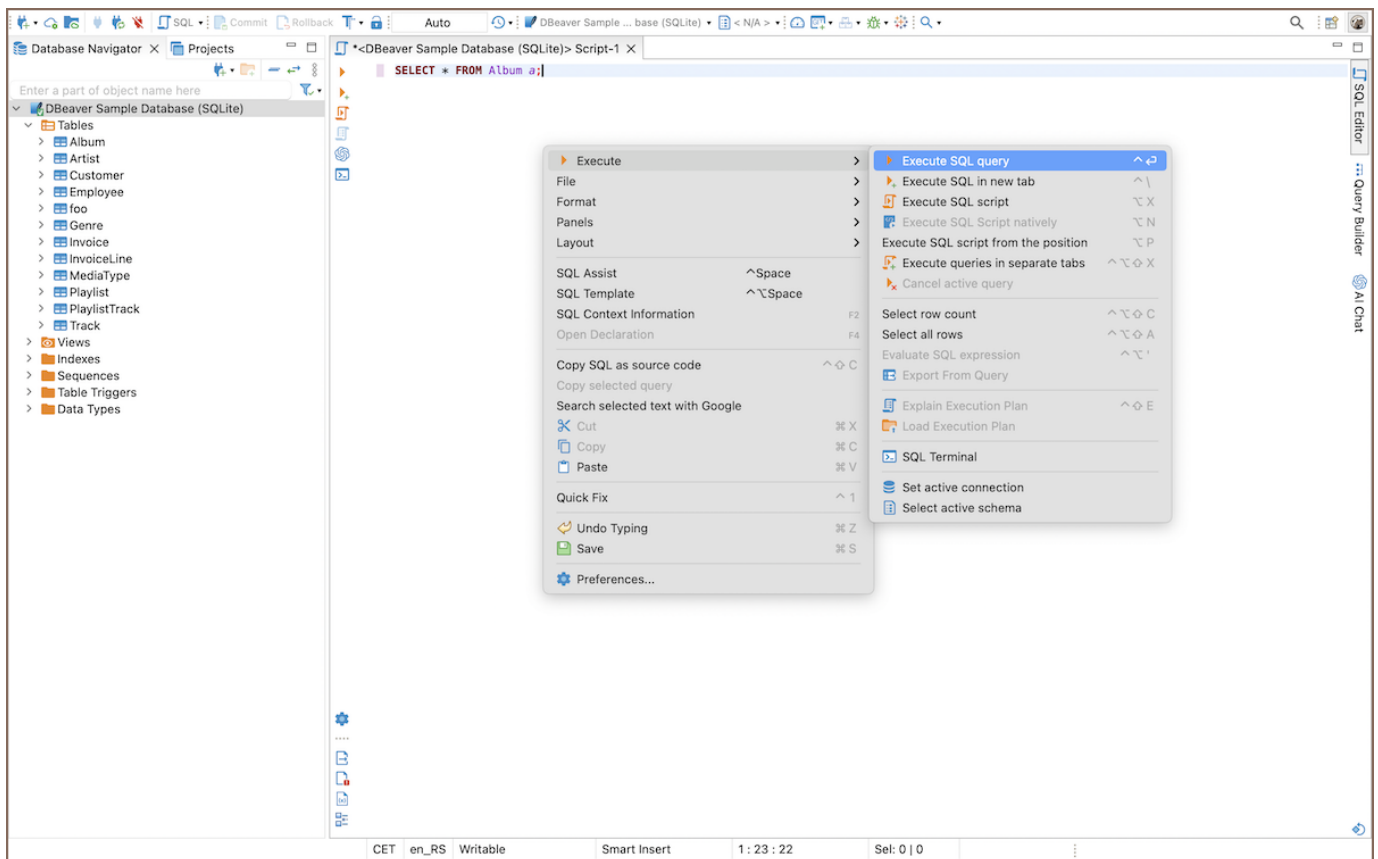 SQL Commit Rollback Auto DBeaver Sample ... base (SQLite) < N/A >
Database Navigator Projects
*<DBeaver Sample Database (SQLite)> Script-1
SELECT * FROM Album a;
Enter a part of object name here
DBeaver Sample Database (SQLite)
Tables
Album
Artist
Customer
Employee
foo
Genre
Invoice
InvoiceLine
MediaType
Playlist
PlaylistTrack
Track
Views
Indexes
Sequences
Table Triggers
Data Types
Execute
File
Format
Panels
Layout
SQL Assist ^Space
SQL Template ^⌥Space
SQL Context Information F2
Open Declaration F4
Copy SQL as source code ^⇧ C
Copy selected query
Search selected text with Google
Cut ⌘ X
Copy ⌘ C
Paste ⌘ V
Quick Fix ^ 1
Undo Typing ⌘ Z
Save ⌘ S
Preferences...
Execute SQL query ^ ↩
Execute SQL in new tab ^ \
Execute SQL script ⌥ X
Execute SQL Script natively ⌥ N
Execute SQL script from the position ⌥ P
Execute queries in separate tabs ^⌥⇧ X
Cancel active query
Select row count ^⌥⇧ C
Select all rows ^⌥⇧ A
Evaluate SQL expression ^⌥ '
Export From Query
Explain Execution Plan ^⇧ E
Load Execution Plan
SQL Terminal
Set active connection
Select active schema
SQL Editor
Query Builder
AI Chat
CET en_RS Writable Smart Insert 1 : 23 : 22 Sel: 0 | 0